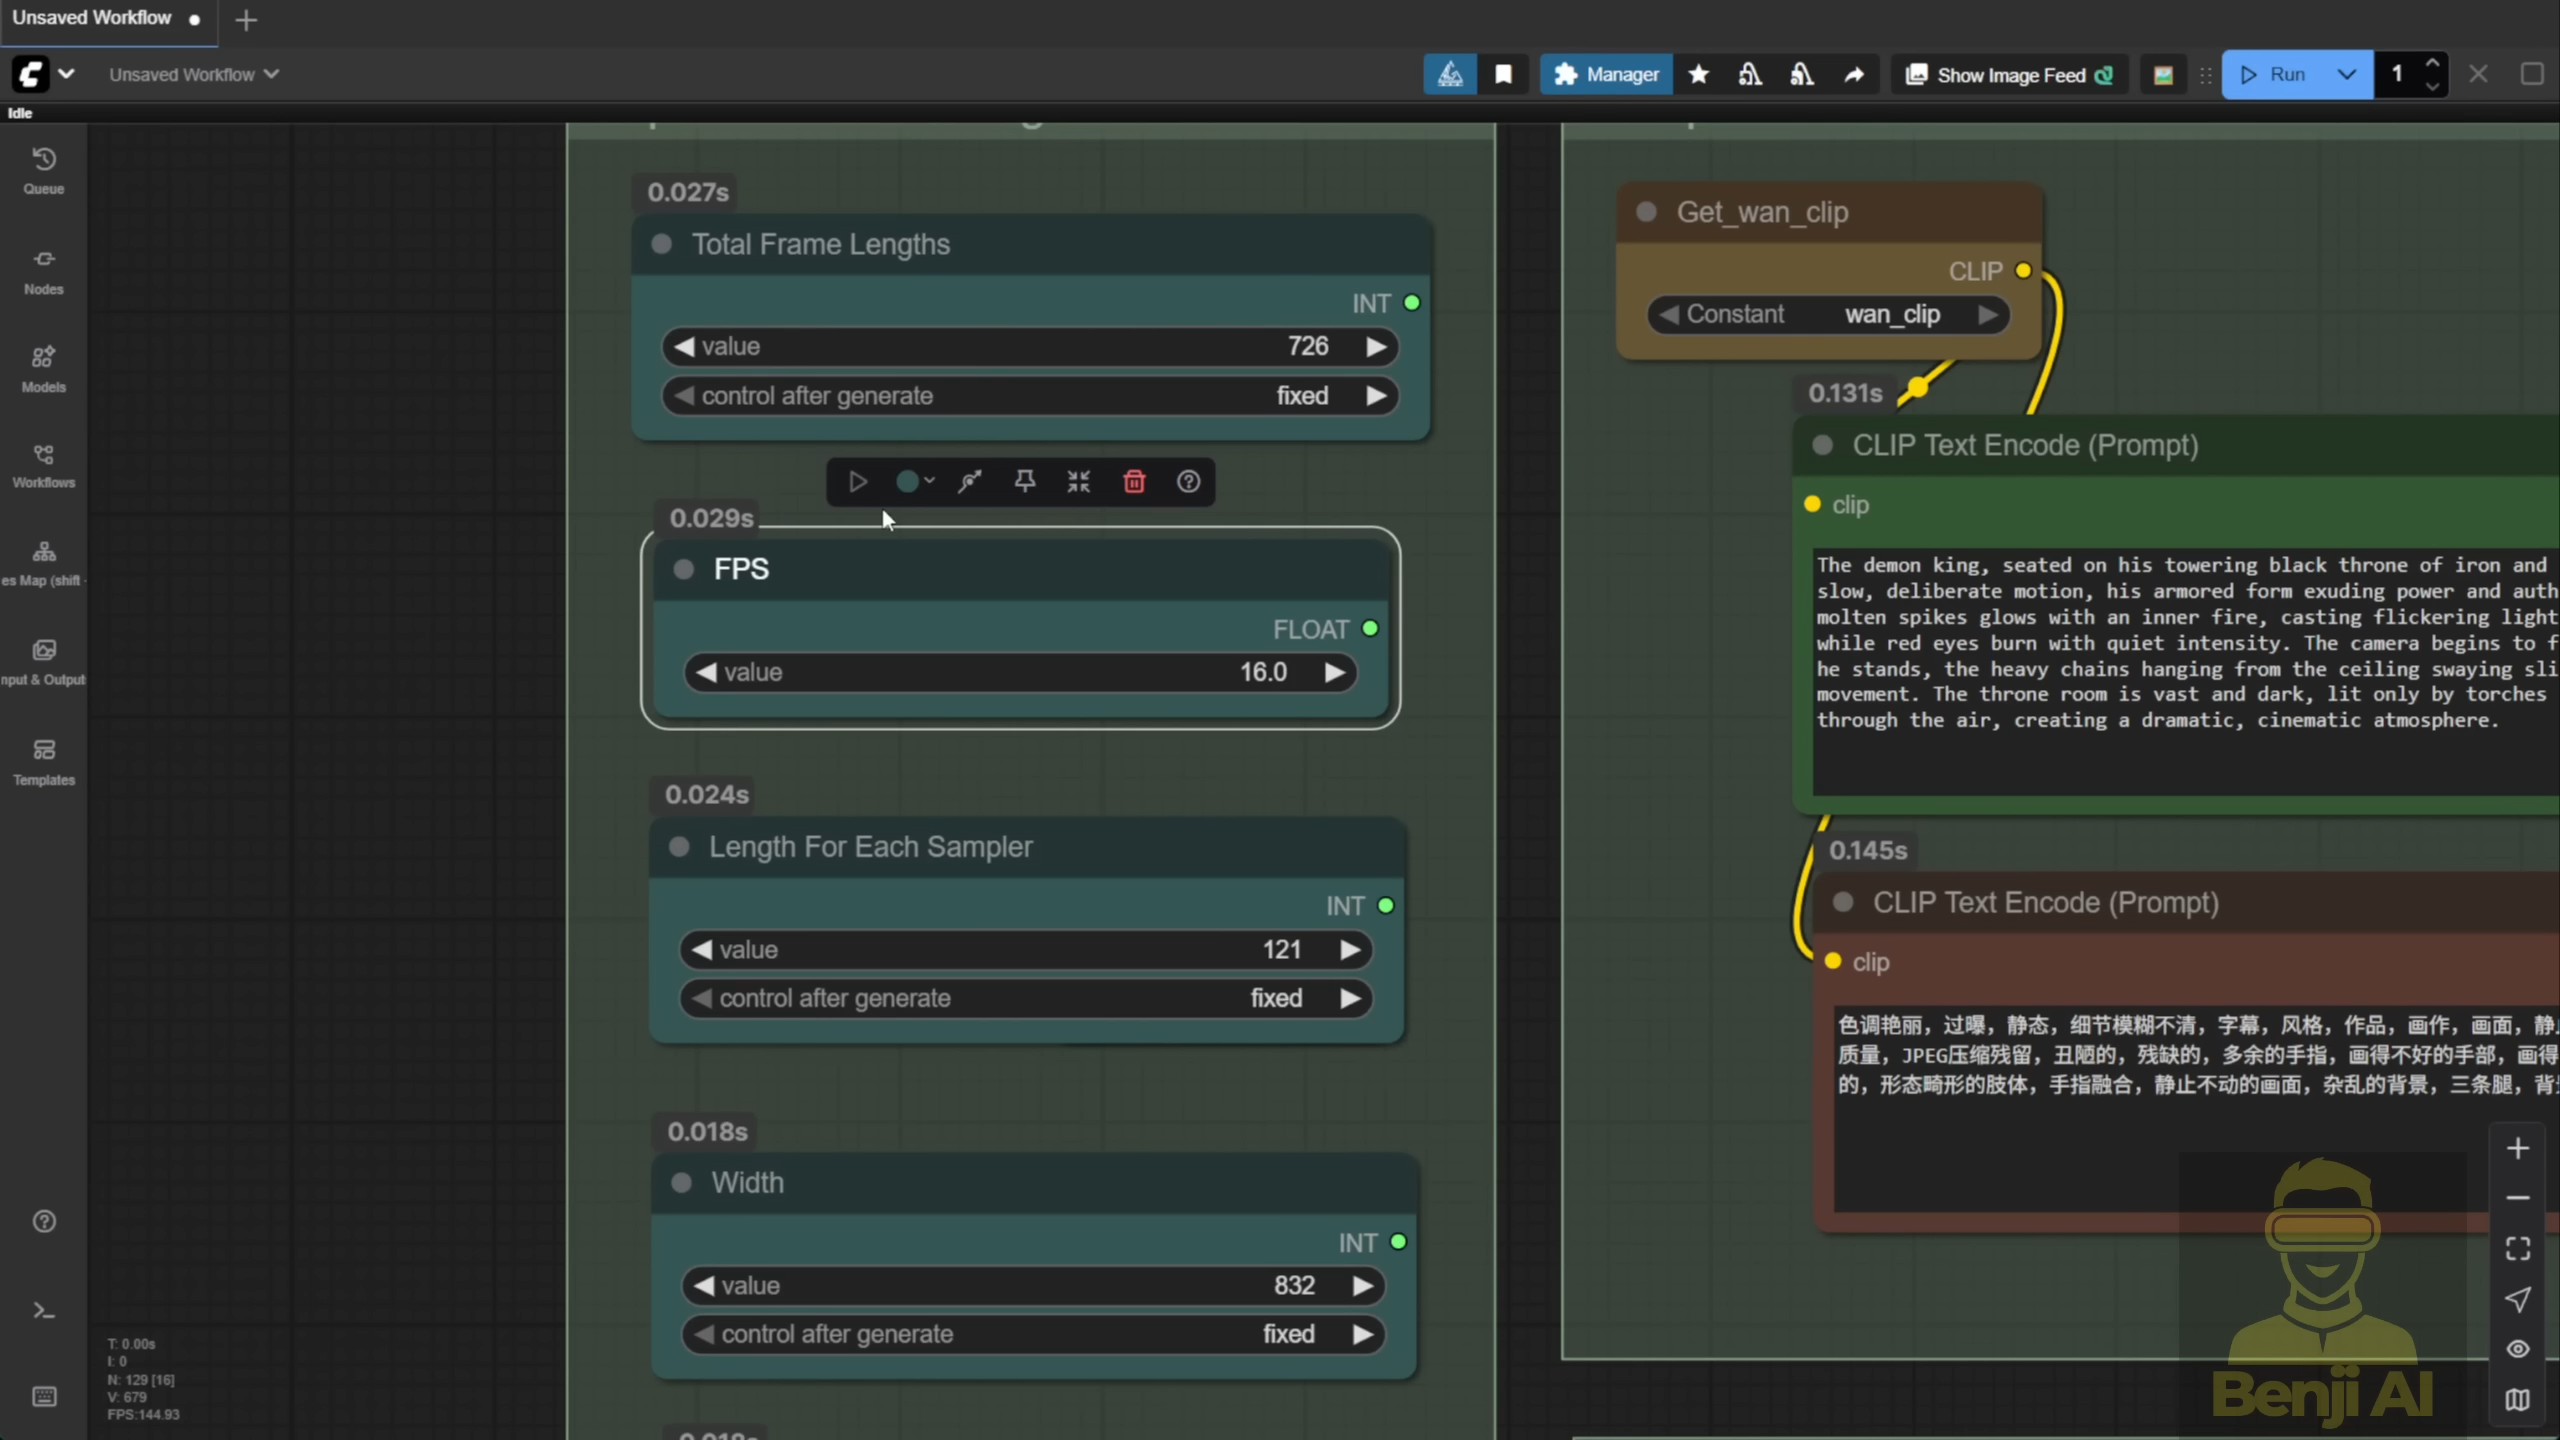 Unsaved Workflow
Unsaved Workflow
Manager
Show Image Feed
Run
1
Idle
Queue
Nodes
Models
Workflows
es Map (shift
nput & Output
Templates
0.027s
Total Frame Lengths
INT
value 726
control after generate fixed
0.029s
FPS
FLOAT
value 16.0
0.024s
Length For Each Sampler
INT
value 121
control after generate fixed
0.018s
Width
INT
value 832
control after generate fixed
Get_wan_clip
CLIP
Constant wan_clip
0.131s
CLIP Text Encode (Prompt)
clip
The demon king, seated on his towering black throne of iron and
slow, deliberate motion, his armored form exuding power and auth
molten spikes glows with an inner fire, casting flickering light
while red eyes burn with quiet intensity. The camera begins to f
he stands, the heavy chains hanging from the ceiling swaying sli
movement. The throne room is vast and dark, lit only by torches
through the air, creating a dramatic, cinematic atmosphere.
0.145s
CLIP Text Encode (Prompt)
clip
色调艳丽，过曝，静态，细节模糊不清，字幕，风格，作品，画作，画面，静
质量，JPEG压缩残留，丑陋的，残缺的，多余的手指，画得不好的手部，画得
的，形态畸形的肢体，手指融合，静止不动的画面，杂乱的背景，三条腿，背
T: 0.00s
I: 0
N: 129 [16]
V: 679
FPS:144.93
Benji AI